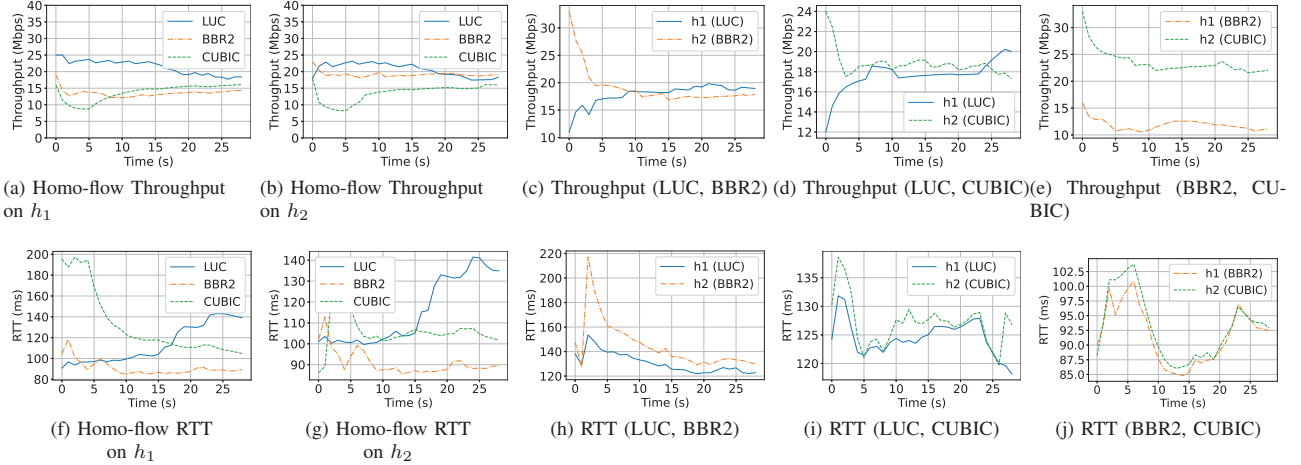 Throughput (Mbps)
40
35
30
25
20
15
10
5
0
LUC
BBR2
CUBIC
0 5 10 15 20 25
Time (s)
(a) Homo-flow Throughput
on h1
Throughput (Mbps)
40
35
30
25
20
15
10
5
0
LUC
BBR2
CUBIC
0 5 10 15 20 25
Time (s)
(b) Homo-flow Throughput
on h2
Throughput (Mbps)
30
25
20
15
10
h1 (LUC)
h2 (BBR2)
0 5 10 15 20 25
Time (s)
(c) Throughput (LUC, BBR2)
Throughput (Mbps)
24
22
20
18
16
14
12
h1 (LUC)
h2 (CUBIC)
0 5 10 15 20 25
Time (s)
(d) Throughput (LUC, CUBIC)
Throughput (Mbps)
30
25
20
15
10
h1 (BBR2)
h2 (CUBIC)
0 5 10 15 20 25
Time (s)
(e) Throughput (BBR2, CU-
BIC)
RTT (ms)
200
180
160
140
120
100
80
LUC
BBR2
CUBIC
0 5 10 15 20 25
Time (s)
(f) Homo-flow RTT
on h1
RTT (ms)
140
130
120
110
100
90
LUC
BBR2
CUBIC
0 5 10 15 20 25
Time (s)
(g) Homo-flow RTT
on h2
RTT (ms)
220
200
180
160
140
120
h1 (LUC)
h2 (BBR2)
0 5 10 15 20 25
Time (s)
(h) RTT (LUC, BBR2)
RTT (ms)
135
130
125
120
h1 (LUC)
h2 (CUBIC)
0 5 10 15 20 25
Time (s)
(i) RTT (LUC, CUBIC)
RTT (ms)
102.5
100.0
97.5
95.0
92.5
90.0
87.5
85.0
h1 (BBR2)
h2 (CUBIC)
0 5 10 15 20 25
Time (s)
(j) RTT (BBR2, CUBIC)